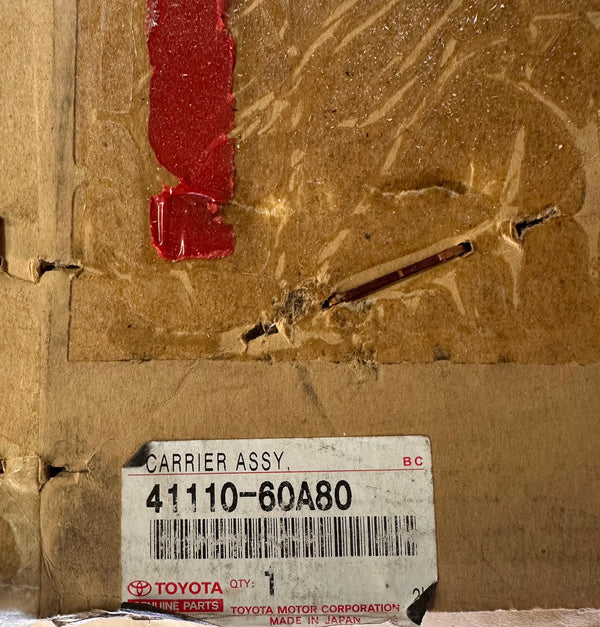 CARRIER ASSY, BC
41110-60A80
TOYOTA QTY: 1
GENUINE PARTS TOYOTA MOTOR CORPORATION
MADE IN JAPAN